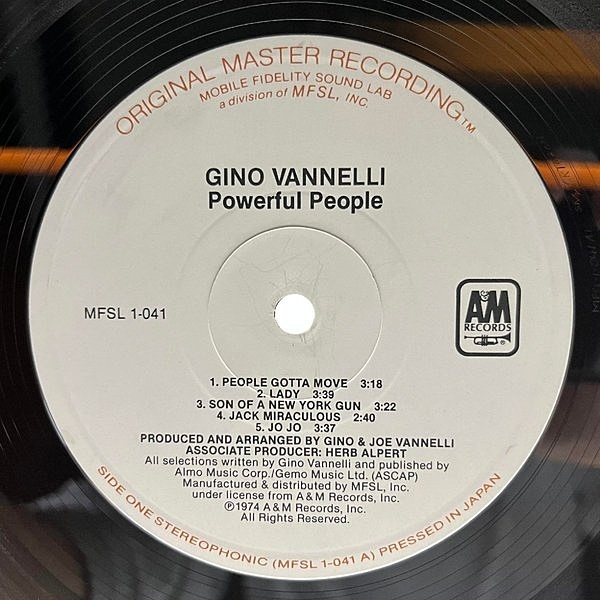 ORIGINAL MASTER RECORDING™
MOBILE FIDELITY SOUND LAB
a division of MFSL, INC.
GINO VANNELLI
Powerful People
MFSL 1-041
A&M
RECORDS
®
1. PEOPLE GOTTA MOVE 3:18
2. LADY 3:39
3. SON OF A NEW YORK GUN 3:22
4. JACK MIRACULOUS 2:40
5. JO JO 3:37
PRODUCED AND ARRANGED BY GINO & JOE VANNELLI
ASSOCIATE PRODUCER: HERB ALPERT
All selections written by Gino Vannelli and published by
Almo Music Corp./Gemo Music Ltd. (ASCAP)
Manufactured & distributed by MFSL, Inc.
under license from A & M Records, Inc.
℗1974 A & M Records, Inc.
All Rights Reserved.
SIDE ONE STEREOPHONIC (MFSL 1-041 A) PRESSED IN JAPAN